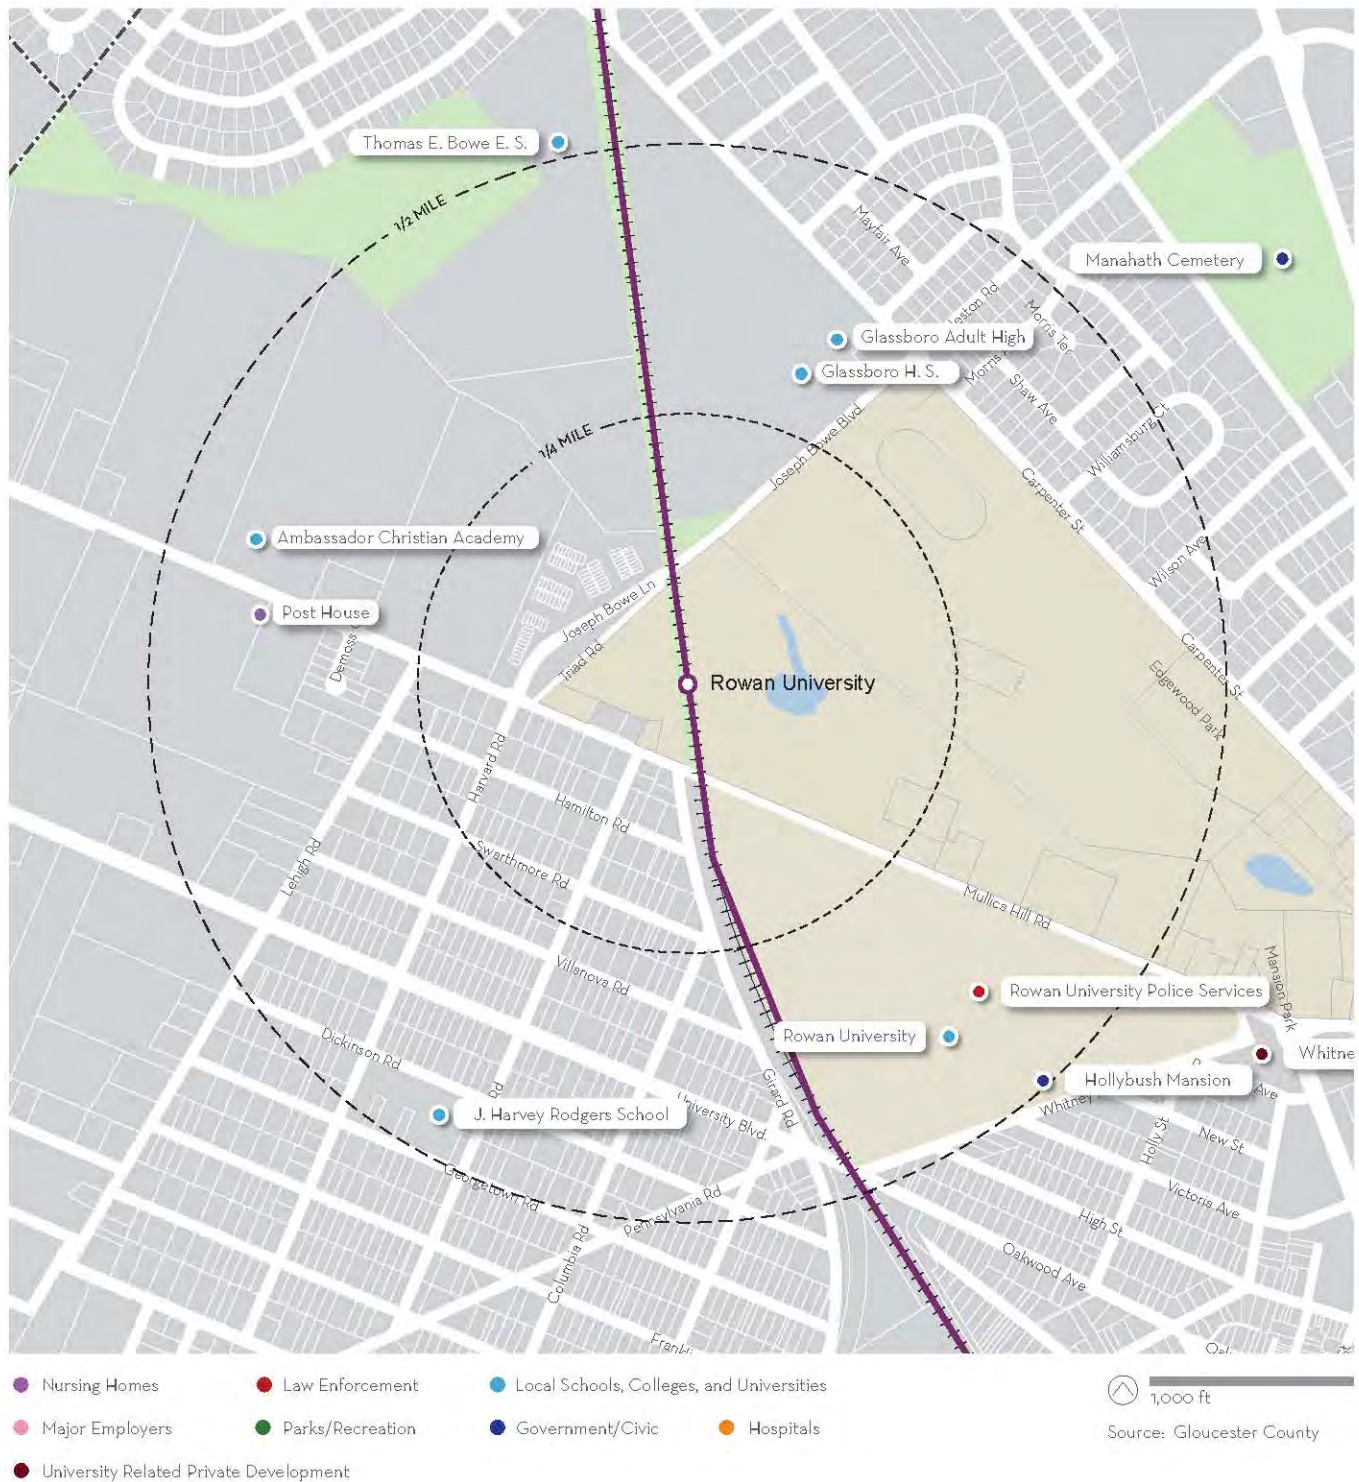 Thomas E. Bowe E. S.
1/2 MILE
Mayfair Ave
Manahath Cemetery
Morris Ter
Glassboro Adult High
Glassboro H. S.
Shaw Ave
Williamsburg Ct
1/4 MILE
Joseph Bowe Blvd
Carpenter St
Ambassador Christian Academy
Wilson Ave
Post House
Joseph Bowe Ln
Demoss
Triad Rd
Carpenter St
Edgewood Park
Rowan University
Harvard Rd
Hamilton Rd
Swarthmore Rd
Lehigh Rd
Mullica Hill Rd
Villanova Rd
Mansion Park
Rowan University Police Services
Rowan University
Dickinson Rd
Whitne
Hollybush Mansion
Ave
Girard Rd
Whitney
Rd
J. Harvey Rodgers School
University Blvd.
Holly St
New St
Georgetown Rd
Pennsylvania Rd
Victoria Ave
High St
Columbia Rd
Oakwood Ave
Frankl
Nursing Homes
Law Enforcement
Local Schools, Colleges, and Universities
1,000 ft
Major Employers
Parks/Recreation
Government/Civic
Hospitals
Source: Gloucester County
University Related Private Development